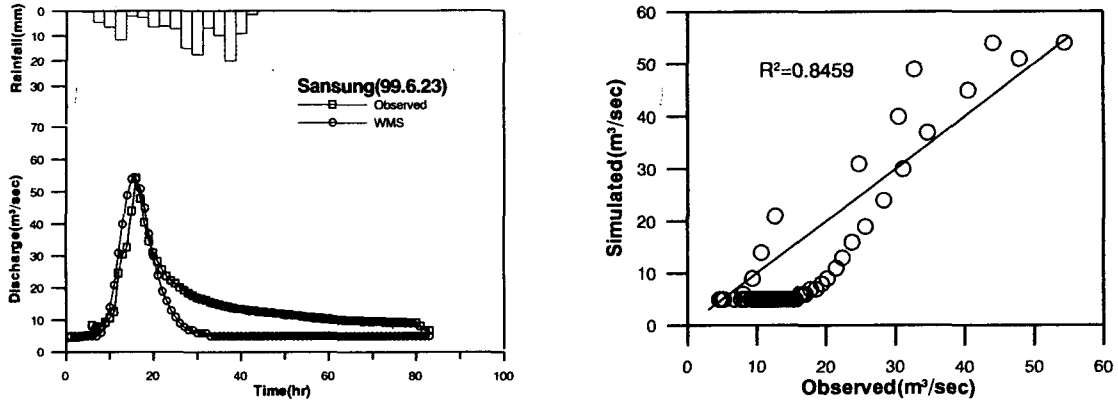 Rainfall(mm)
0
10
20
30
Sansung(99.6.23)
Observed
WMS
Discharge(m³/sec)
70
60
50
40
30
20
10
0
0 20 40 60 80 100
Time(hr)
Simulated(m³/sec)
60
50
40
30
20
10
0
R²=0.8459
0 10 20 30 40 50 60
Observed(m³/sec)